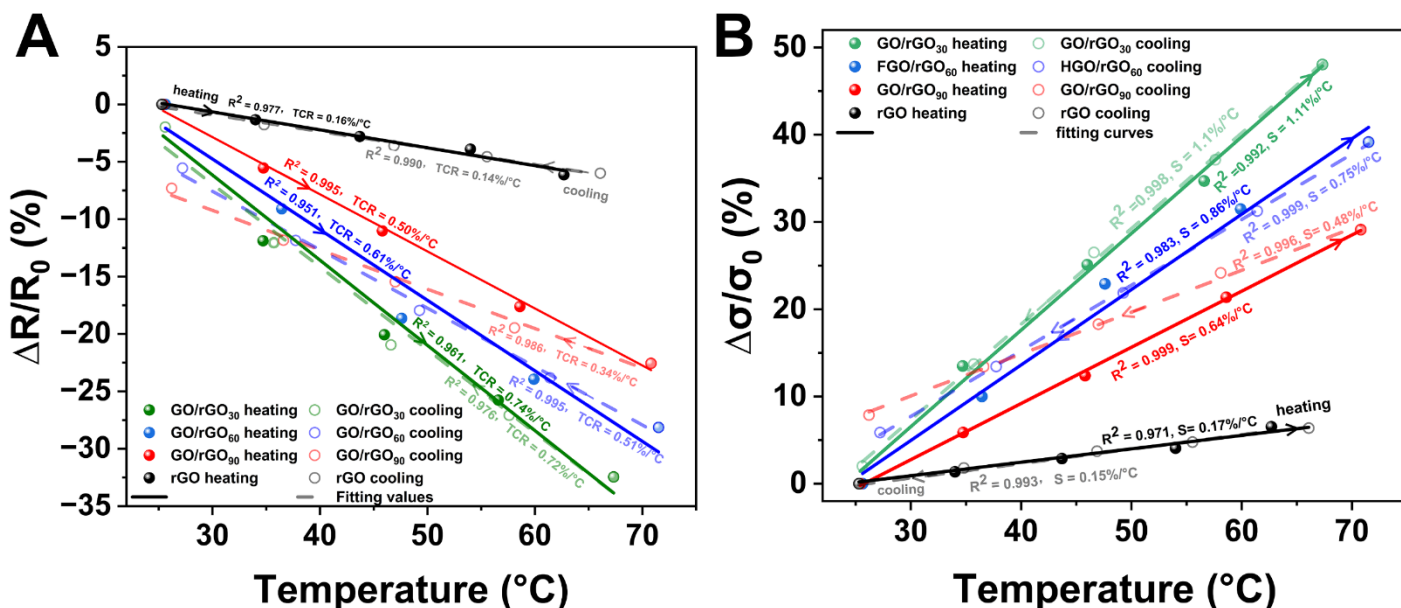 A
5
0
−5
−10
−15
−20
−25
−30
−35
30
40
50
60
70
ΔR/R₀ (%)
Temperature (°C)
heating
R² = 0.977, TCR = 0.16%/°C
R² = 0.990, TCR = 0.14%/°C
cooling
R² = 0.995, TCR = 0.50%/°C
R² = 0.951, TCR = 0.61%/°C
R² = 0.986, TCR = 0.34%/°C
R² = 0.961, TCR = 0.74%/°C
R² = 0.995, TCR = 0.51%/°C
R² = 0.976, TCR = 0.72%/°C
GO/rGO₃₀ heating
GO/rGO₃₀ cooling
GO/rGO₆₀ heating
GO/rGO₆₀ cooling
GO/rGO₉₀ heating
GO/rGO₉₀ cooling
rGO heating
rGO cooling
Fitting values
B
50
40
30
20
10
0
30
40
50
60
70
Δσ/σ₀ (%)
Temperature (°C)
GO/rGO₃₀ heating
GO/rGO₃₀ cooling
FGO/rGO₆₀ heating
HGO/rGO₆₀ cooling
GO/rGO₉₀ heating
GO/rGO₉₀ cooling
rGO heating
rGO cooling
fitting curves
R² =0.998, S = 1.1%/°C
R² =0.992, S = 1.11%/°C
R² = 0.983, S = 0.86%/°C
R² = 0.999, S = 0.75%/°C
R² = 0.996, S= 0.48%/°C
R² = 0.999, S= 0.64%/°C
heating
R² = 0.971, S= 0.17%/°C
cooling
R² = 0.993, S = 0.15%/°C